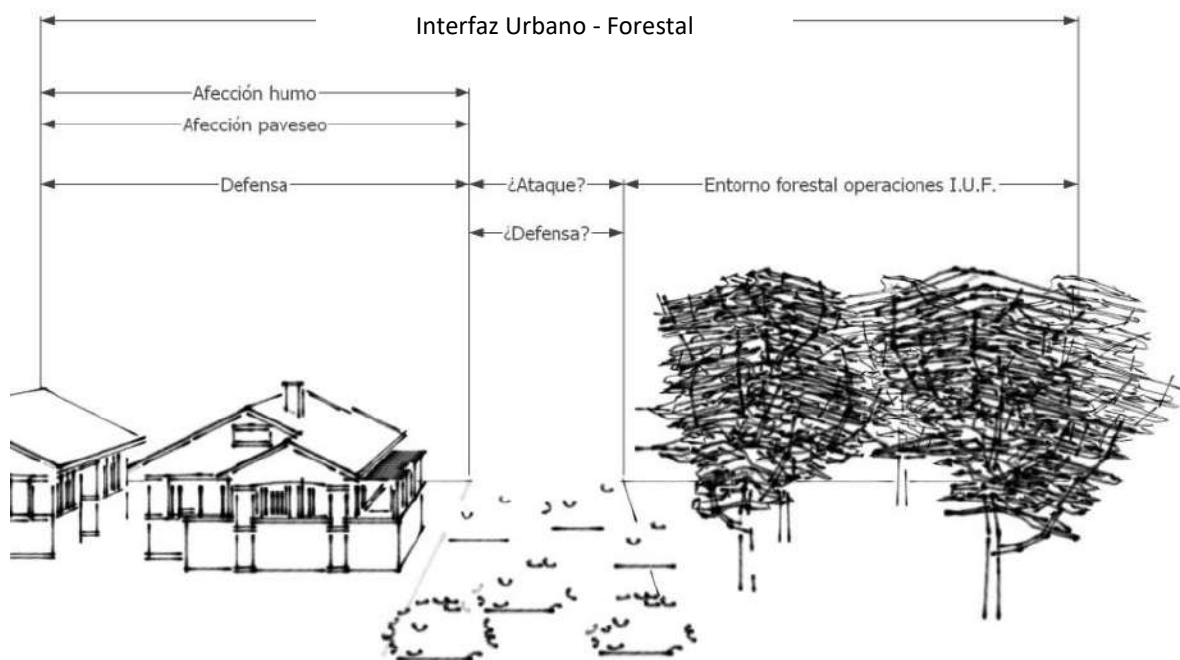 Interfaz Urbano - Forestal
Afección humo
Afección paveseo
Defensa
¿Ataque?
Entorno forestal operaciones I.U.F.
¿Defensa?